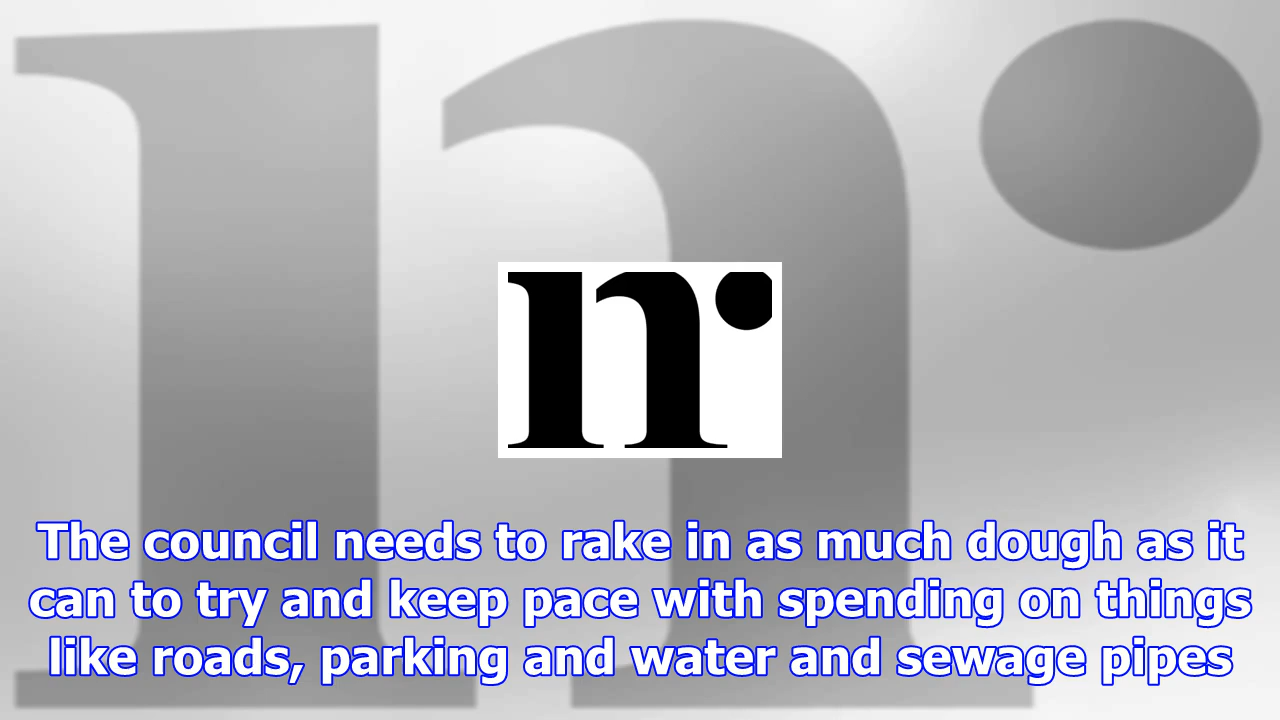 n
The council needs to rake in as much dough as it
can to try and keep pace with spending on things
like roads, parking and water and sewage pipes